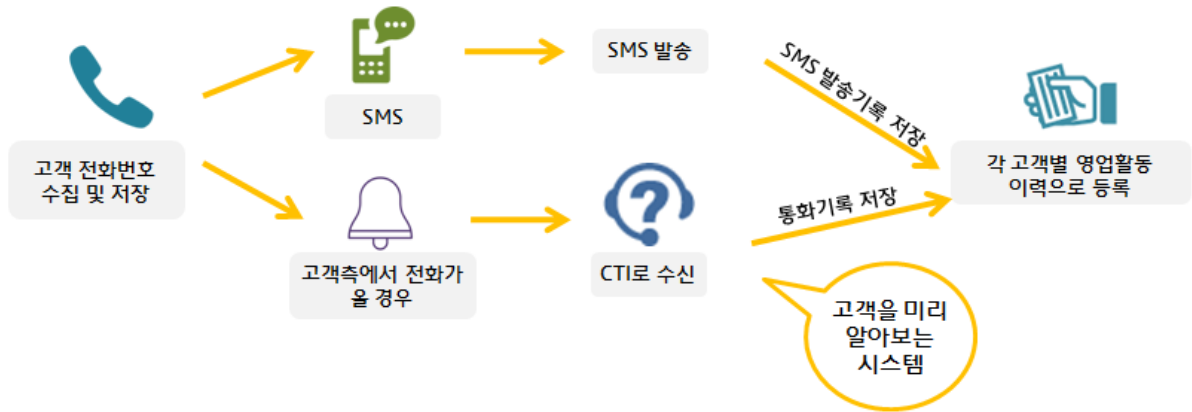 고객 전화번호
수집 및 저장
SMS
SMS 발송
SMS 발송기록 저장
고객측에서 전화가
올 경우
CTI로 수신
통화기록 저장
고객을 미리
알아보는
시스템
각 고객별 영업활동
이력으로 등록